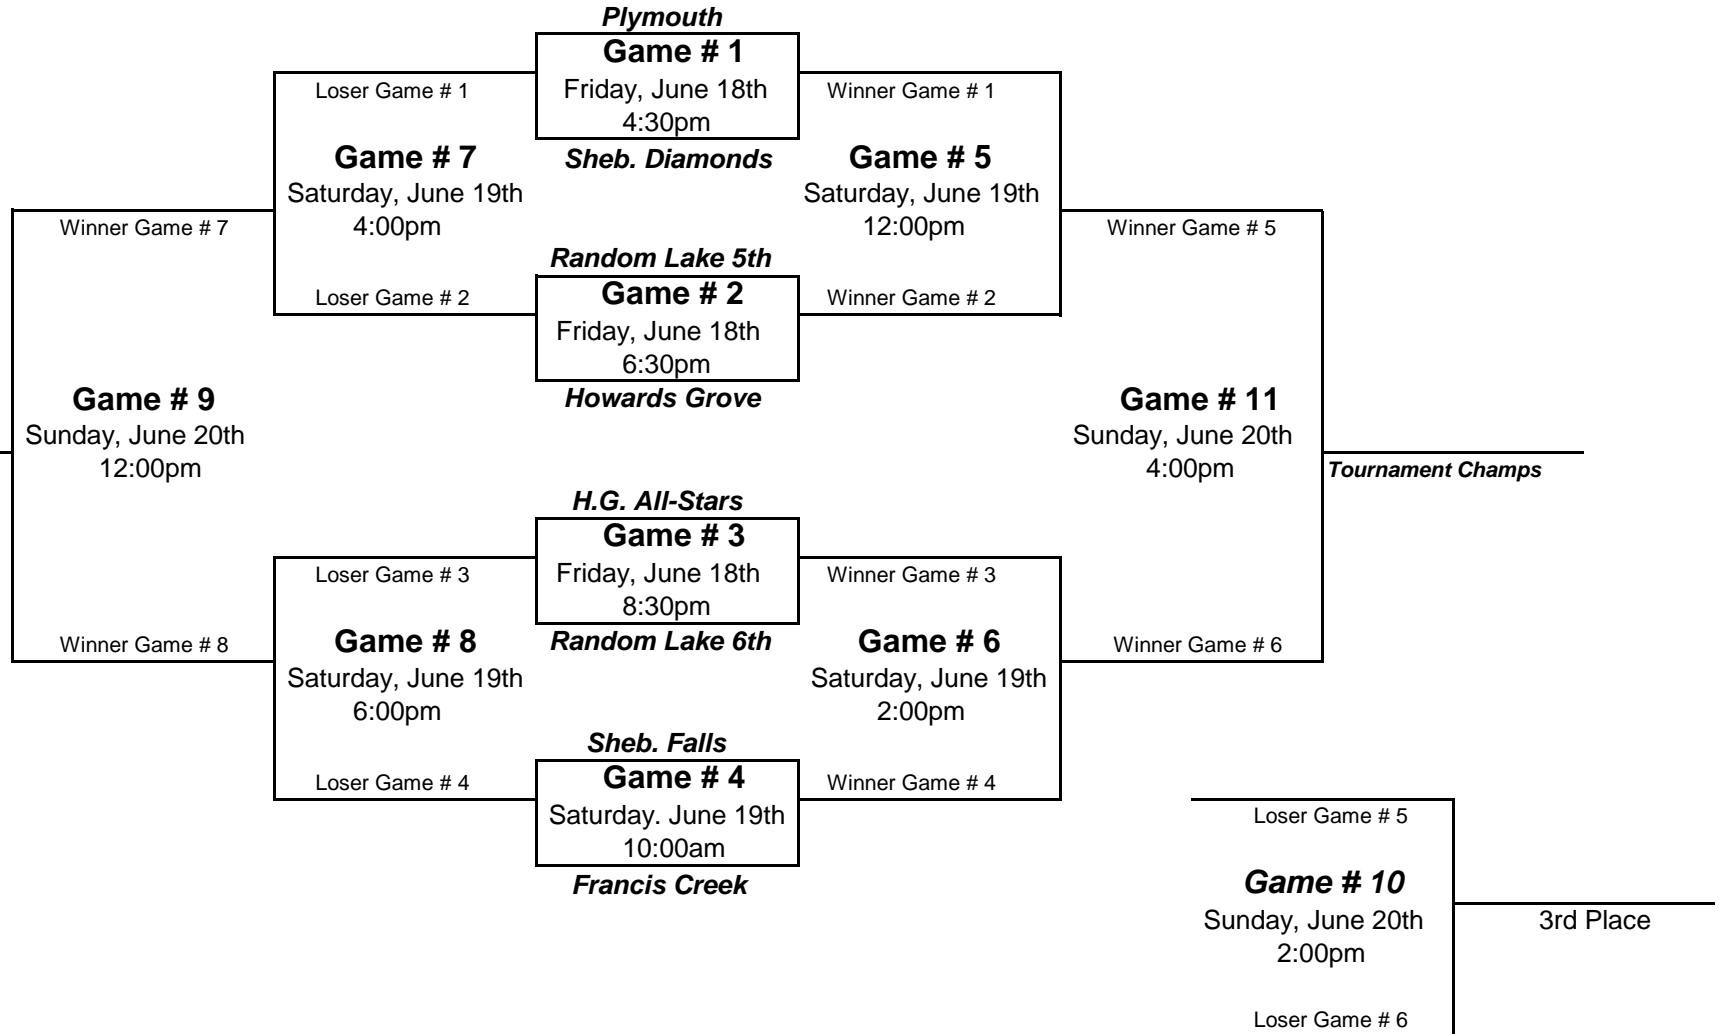 Plymouth
Game # 1
Loser Game # 1
Friday, June 18th
Winner Game # 1
4:30pm
Game # 7
Sheb. Diamonds
Game # 5
Saturday, June 19th
Saturday, June 19th
Winner Game # 7
4:00pm
12:00pm
Winner Game # 5
Random Lake 5th
Loser Game # 2
Game # 2
Winner Game # 2
Friday, June 18th
6:30pm
Game # 9
Howards Grove
Game # 11
Sunday, June 20th
Sunday, June 20th
12:00pm
4:00pm
Tournament Champs
H.G. All-Stars
Game # 3
Loser Game # 3
Friday, June 18th
Winner Game # 3
8:30pm
Winner Game # 8
Game # 8
Random Lake 6th
Game # 6
Winner Game # 6
Saturday, June 19th
Saturday, June 19th
6:00pm
2:00pm
Sheb. Falls
Loser Game # 4
Game # 4
Winner Game # 4
Saturday. June 19th
Loser Game # 5
10:00am
Francis Creek
Game # 10
Sunday, June 20th
3rd Place
2:00pm
Loser Game # 6